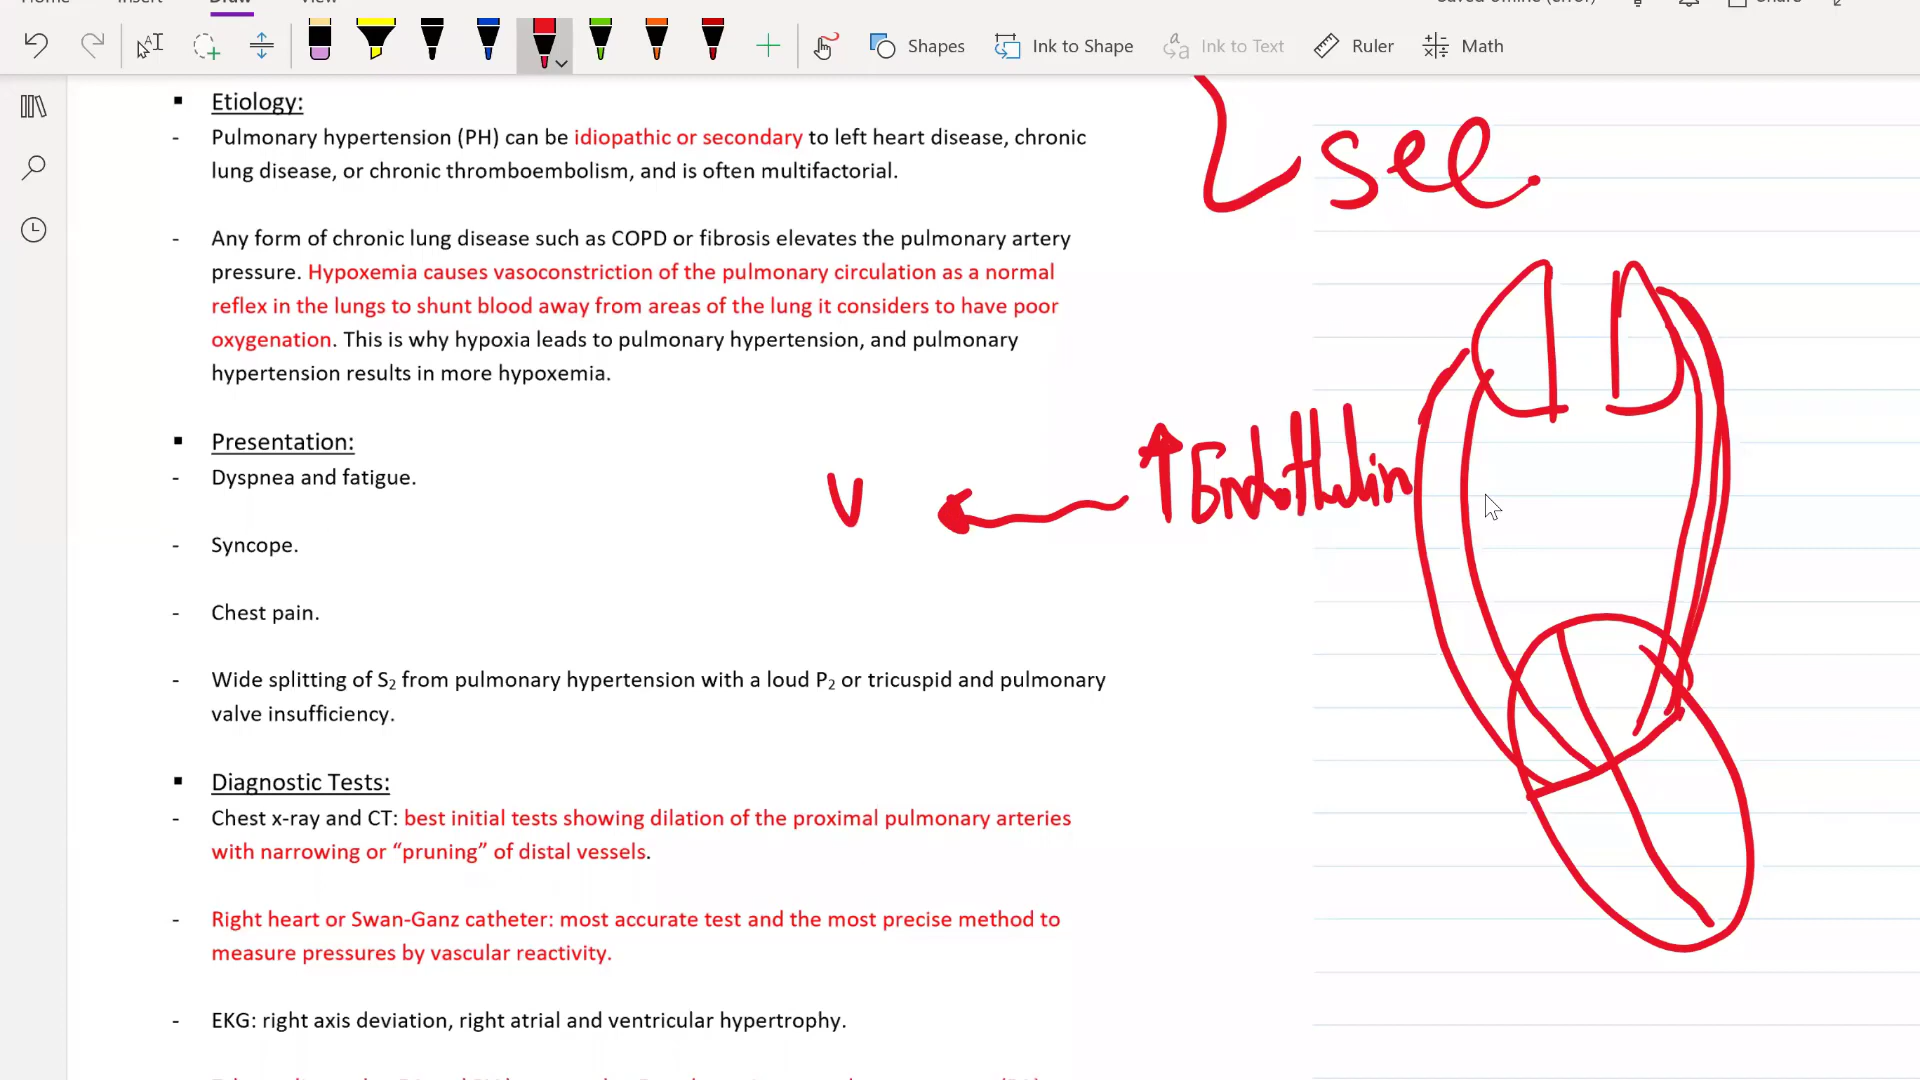 Home Insert Draw View Saved online (error) Share
Shapes Ink to Shape Ink to Text Ruler Math
▪ Etiology:
- Pulmonary hypertension (PH) can be idiopathic or secondary to left heart disease, chronic
lung disease, or chronic thromboembolism, and is often multifactorial.
see
- Any form of chronic lung disease such as COPD or fibrosis elevates the pulmonary artery
pressure. Hypoxemia causes vasoconstriction of the pulmonary circulation as a normal
reflex in the lungs to shunt blood away from areas of the lung it considers to have poor
oxygenation. This is why hypoxia leads to pulmonary hypertension, and pulmonary
hypertension results in more hypoxemia.
▪ Presentation:
- Dyspnea and fatigue.
V ← ↑ Endothelin
- Syncope.
- Chest pain.
- Wide splitting of S₂ from pulmonary hypertension with a loud P₂ or tricuspid and pulmonary
valve insufficiency.
▪ Diagnostic Tests:
- Chest x-ray and CT: best initial tests showing dilation of the proximal pulmonary arteries
with narrowing or “pruning” of distal vessels.
- Right heart or Swan-Ganz catheter: most accurate test and the most precise method to
measure pressures by vascular reactivity.
- EKG: right axis deviation, right atrial and ventricular hypertrophy.